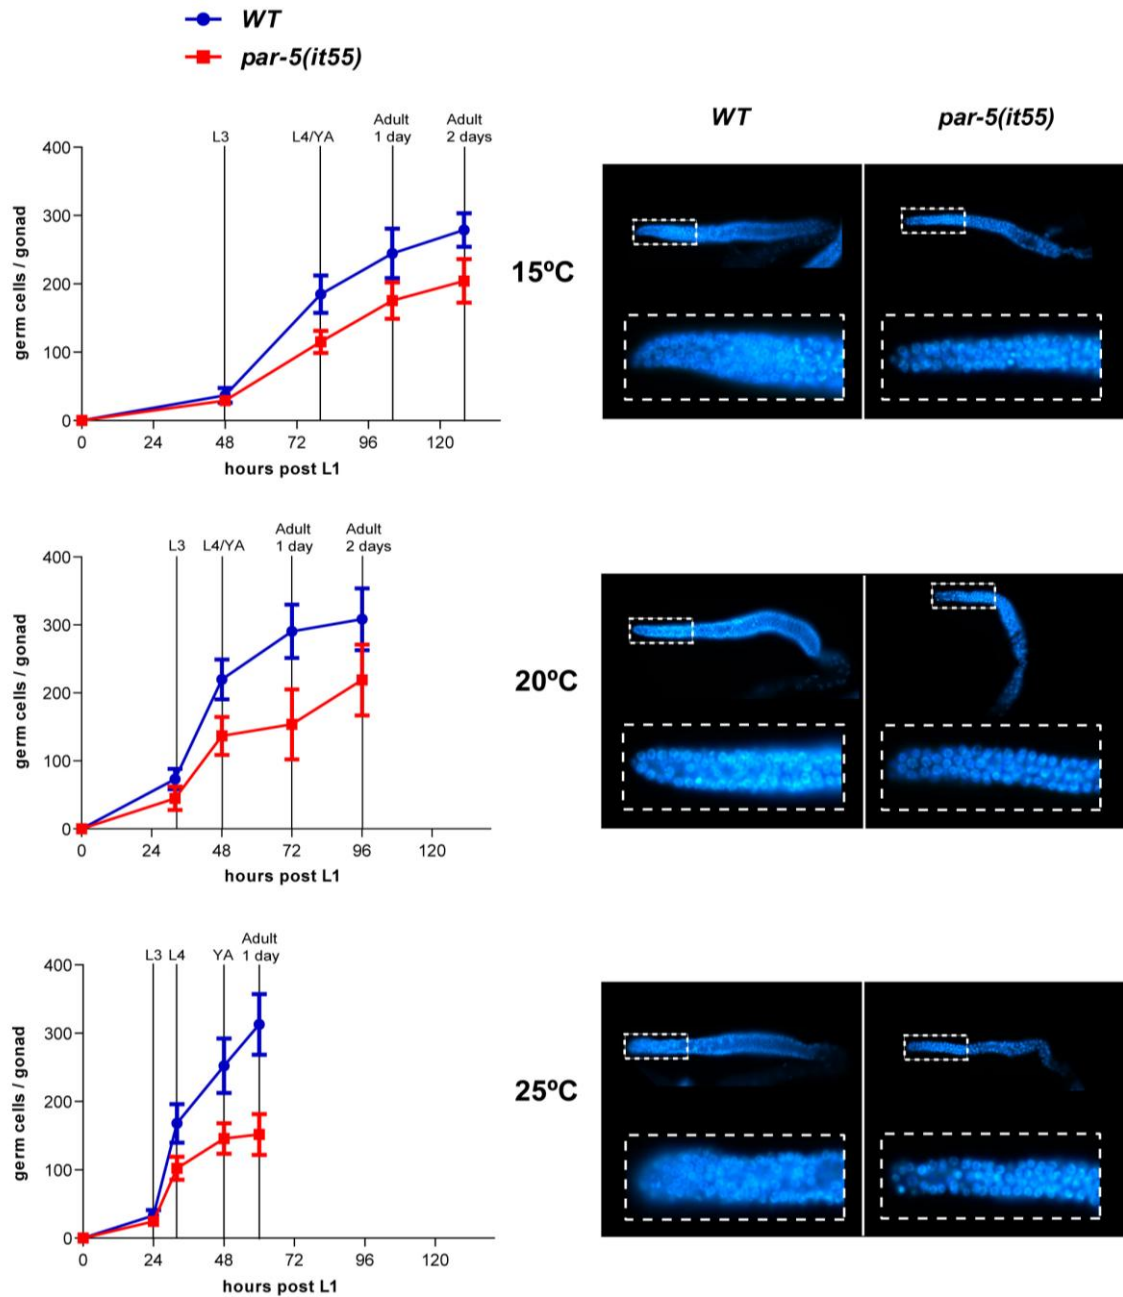 WT
par-5(it55)
WT
par-5(it55)
L3
L4/YA
Adult
1 day
Adult
2 days
400
300
200
100
0
germ cells / gonad
0 24 48 72 96 120
hours post L1
15ºC
L3
L4/YA
Adult
1 day
Adult
2 days
400
300
200
100
0
germ cells / gonad
0 24 48 72 96 120
hours post L1
20ºC
L3
L4
YA
Adult
1 day
400
300
200
100
0
germ cells / gonad
0 24 48 72 96 120
hours post L1
25ºC